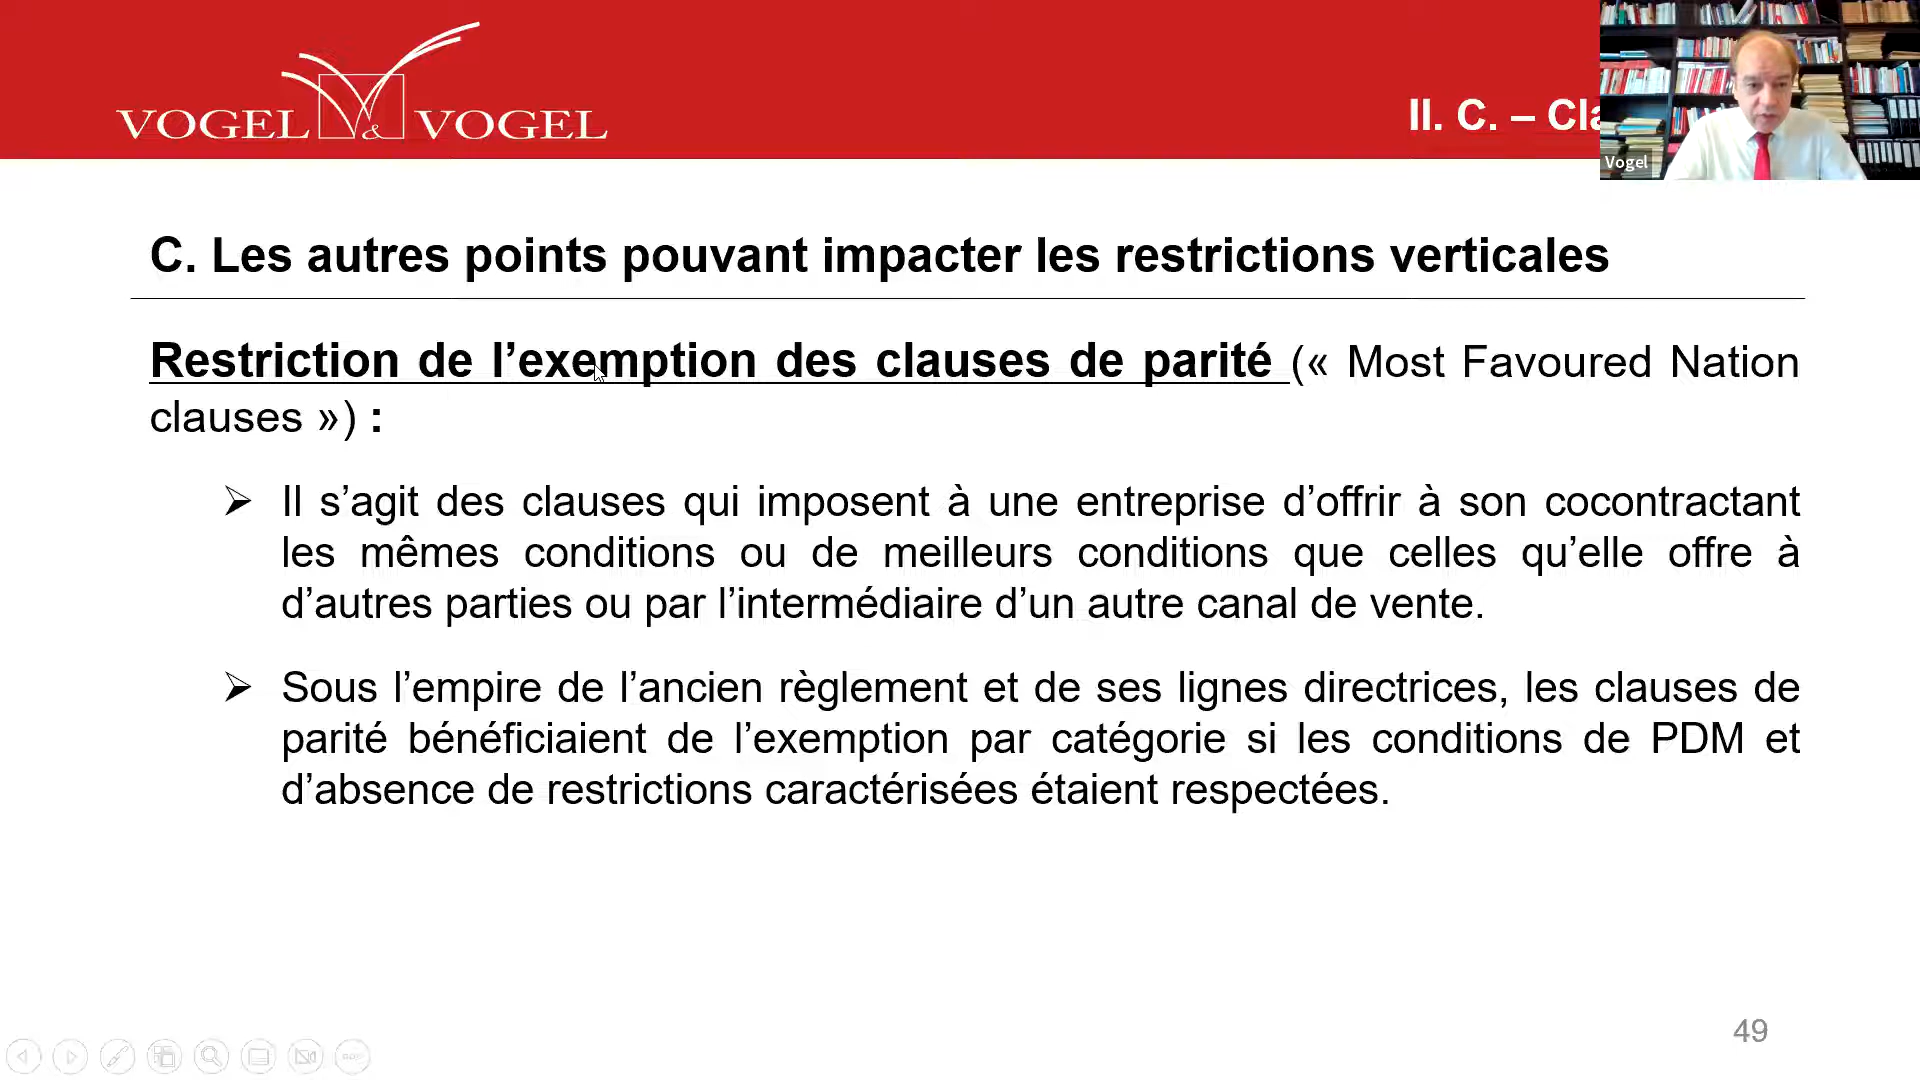 VOGEL & VOGEL
II. C. – Cla
Vogel
C. Les autres points pouvant impacter les restrictions verticales
Restriction de l’exemption des clauses de parité (« Most Favoured Nation
clauses ») :
➢ Il s’agit des clauses qui imposent à une entreprise d’offrir à son cocontractant
les mêmes conditions ou de meilleurs conditions que celles qu’elle offre à
d’autres parties ou par l’intermédiaire d’un autre canal de vente.
➢ Sous l’empire de l’ancien règlement et de ses lignes directrices, les clauses de
parité bénéficiaient de l’exemption par catégorie si les conditions de PDM et
d’absence de restrictions caractérisées étaient respectées.
49